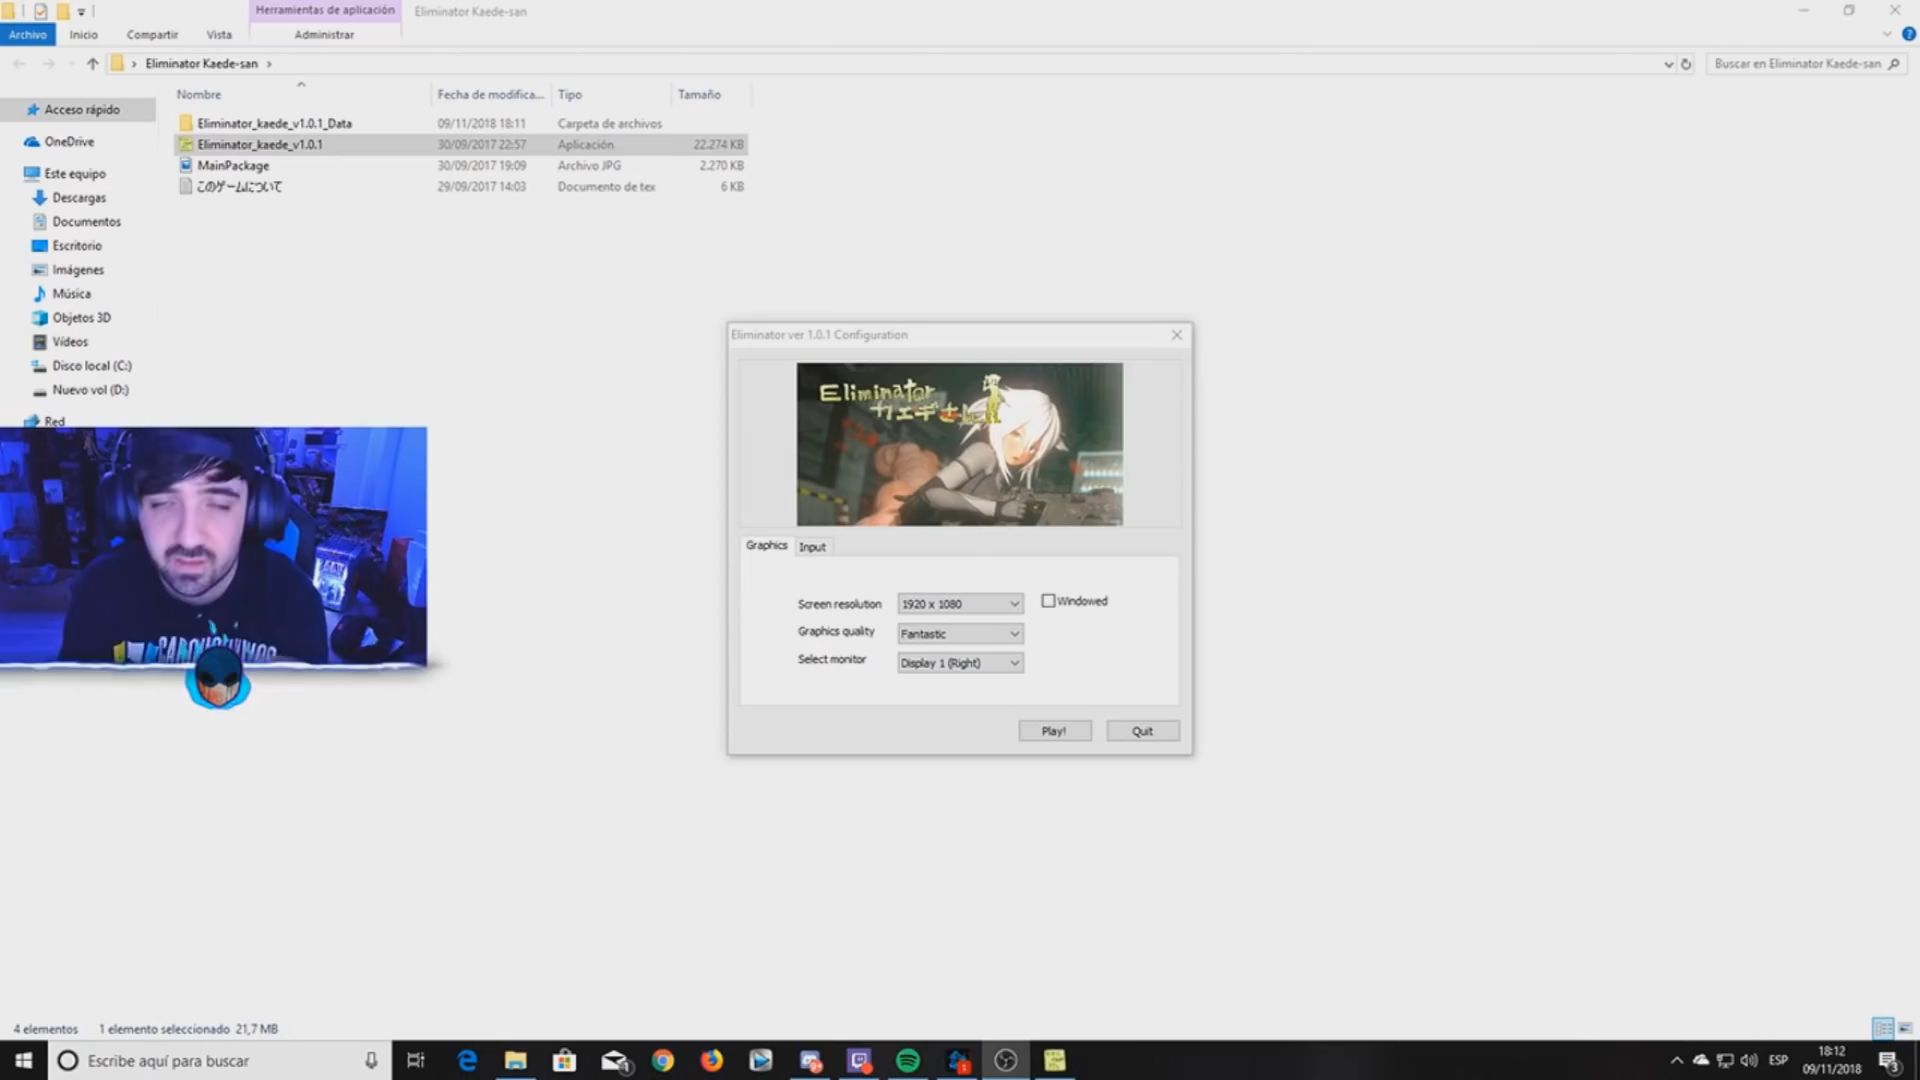 Herramientas de aplicación
Eliminator Kaede-san
Archivo
Inicio
Compartir
Vista
Administrar
Eliminator Kaede-san
Buscar en Eliminator Kaede-san
Nombre
Fecha de modifica...
Tipo
Tamaño
Acceso rápido
OneDrive
Este equipo
Descargas
Documentos
Escritorio
Imágenes
Música
Objetos 3D
Vídeos
Disco local (C:)
Nuevo vol (D:)
Red
Eliminator_kaede_v1.0.1_Data 09/11/2018 18:11 Carpeta de archivos
Eliminator_kaede_v1.0.1 30/09/2017 22:57 Aplicación 22.274 KB
MainPackage 30/09/2017 19:09 Archivo JPG 2.270 KB
このゲームについて 29/09/2017 14:03 Documento de tex 6 KB
Eliminator ver 1.0.1 Configuration
Eliminator
カエデさん
Graphics
Input
Screen resolution 1920 x 1080
Windowed
Graphics quality Fantastic
Select monitor Display 1 (Right)
Play!
Quit
4 elementos 1 elemento seleccionado 21,7 MB
Escribe aquí para buscar
ESP
18:12
09/11/2018
3